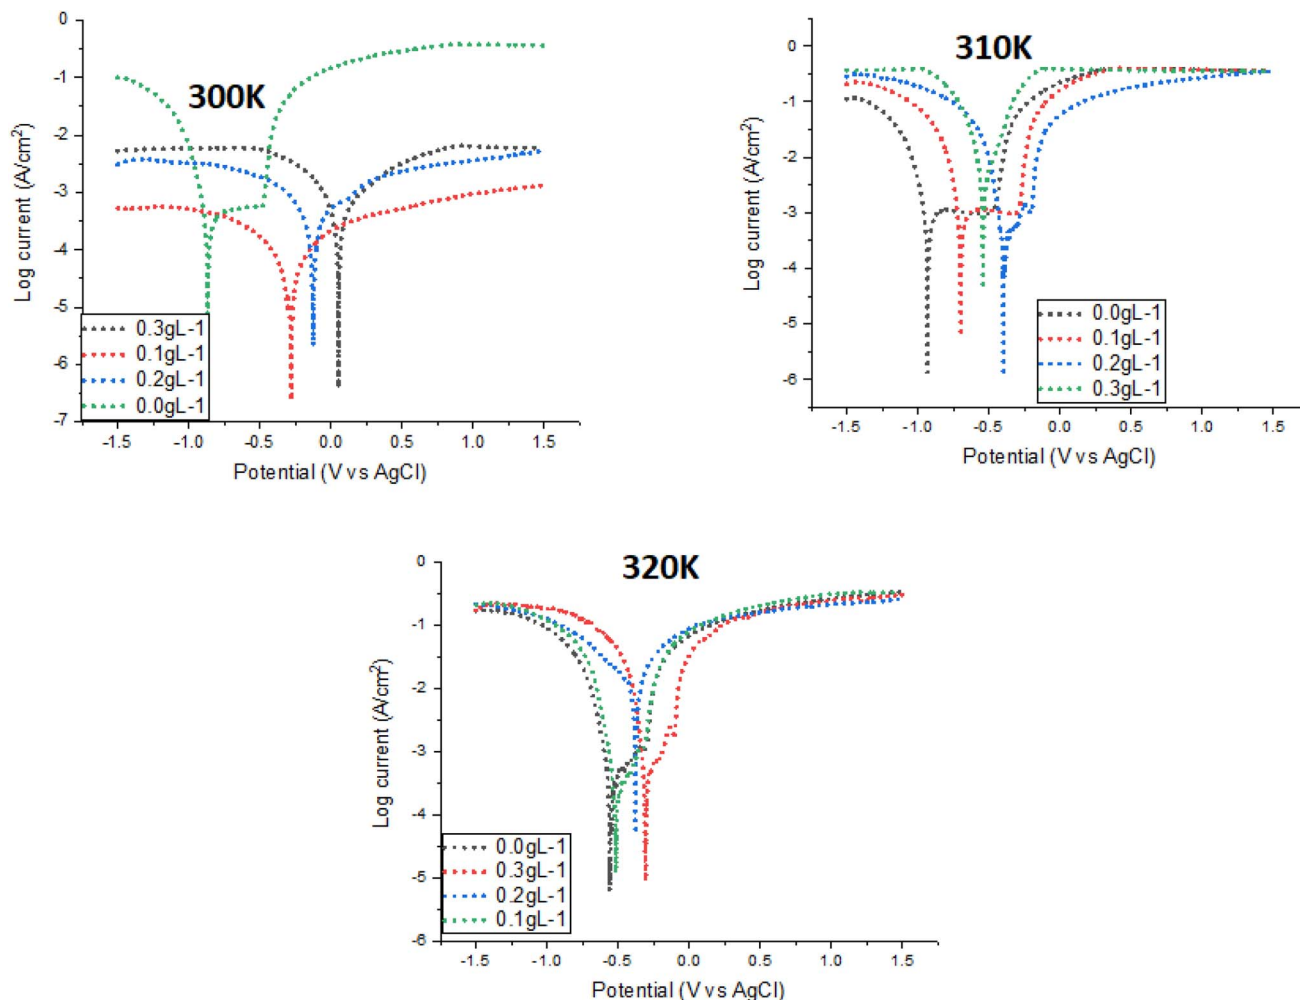 300K
Log current (A/cm²)
0
-1
-2
-3
-4
-5
-6
-7
0.3gL-1
0.1gL-1
0.2gL-1
0.0gL-1
-1.5 -1.0 -0.5 0.0 0.5 1.0 1.5
Potential (V vs AgCl)
310K
Log current (A/cm²)
0
-1
-2
-3
-4
-5
-6
0.0gL-1
0.1gL-1
0.2gL-1
0.3gL-1
-1.5 -1.0 -0.5 0.0 0.5 1.0 1.5
Potential (V vs AgCl)
320K
Log current (A/cm²)
0
-1
-2
-3
-4
-5
-6
0.0gL-1
0.3gL-1
0.2gL-1
0.1gL-1
-1.5 -1.0 -0.5 0.0 0.5 1.0 1.5
Potential (V vs AgCl)